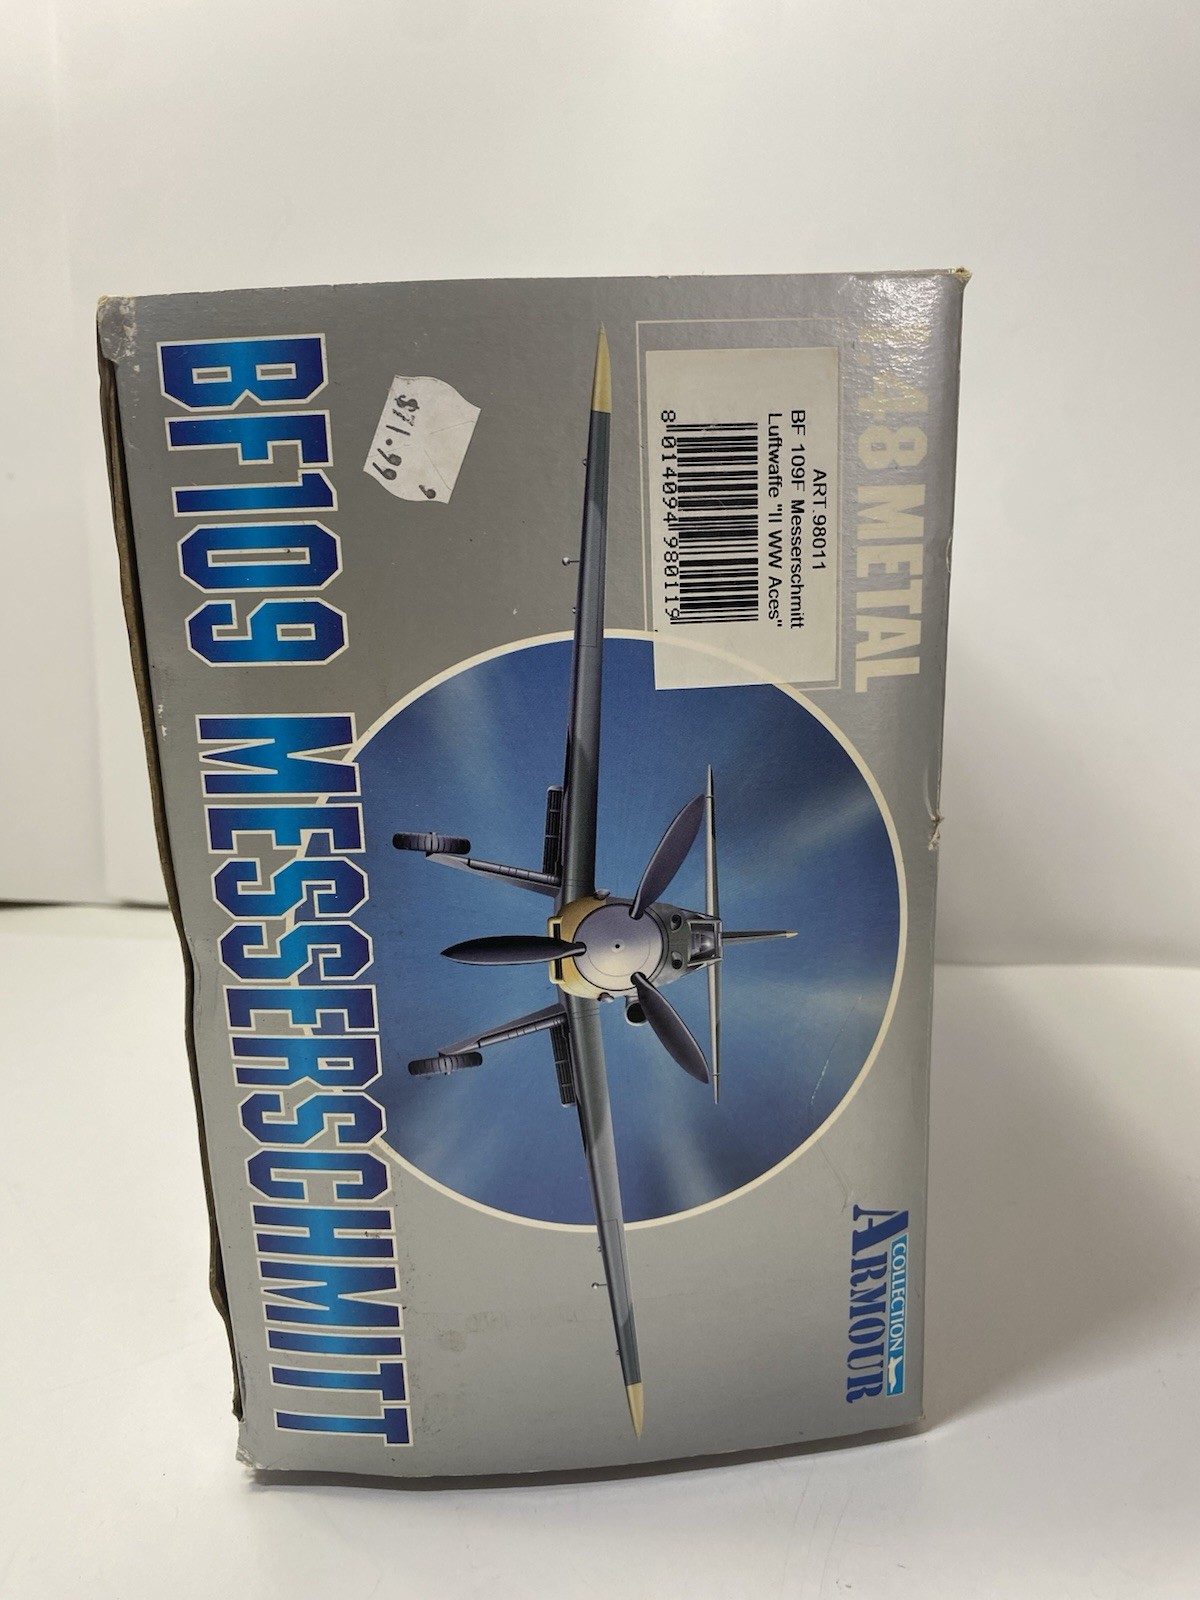 1:48 METAL
COLLECTION
ARMOUR
ART.98011
BF 109F Messerschmitt
Luftwaffe "II WW Aces"
8 014094 980119
$71.99
BF109 MESSERSCHMITT